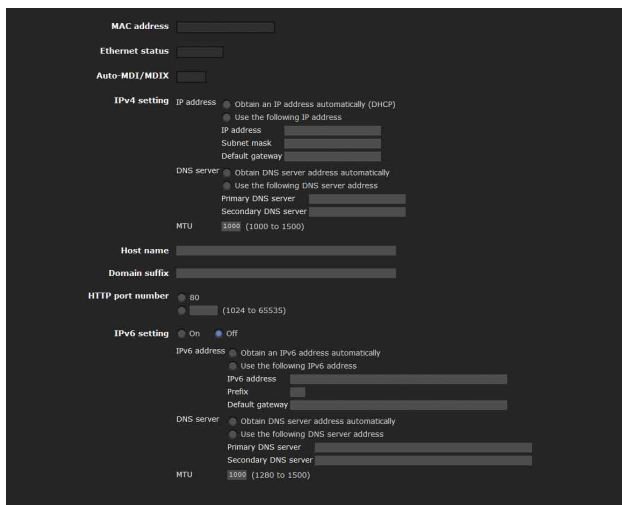 MAC address
Ethernet status
Auto-MDI/MDIX
IPv4 setting IP address Obtain an IP address automatically (DHCP)
Use the following IP address
IP address
Subnet mask
Default gateway
DNS server Obtain DNS server address automatically
Use the following DNS server address
Primary DNS server
Secondary DNS server
MTU 1000 (1000 to 1500)
Host name
Domain suffix
HTTP port number 80
(1024 to 65535)
IPv6 setting On Off
IPv6 address Obtain an IPv6 address automatically
Use the following IPv6 address
IPv6 address
Prefix
Default gateway
DNS server Obtain DNS server address automatically
Use the following DNS server address
Primary DNS server
Secondary DNS server
MTU 1000 (1280 to 1500)